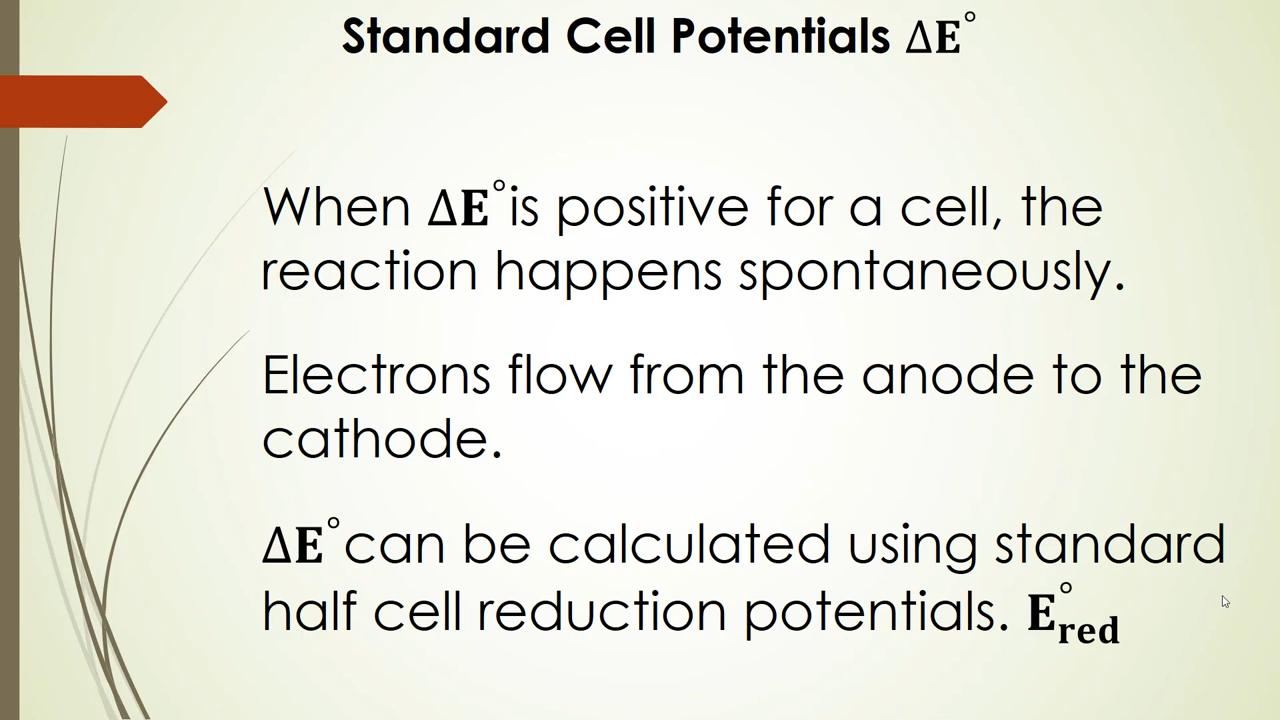 Standard Cell Potentials ΔE°
When ΔE° is positive for a cell, the
reaction happens spontaneously.
Electrons flow from the anode to the
cathode.
ΔE° can be calculated using standard
half cell reduction potentials. E°red